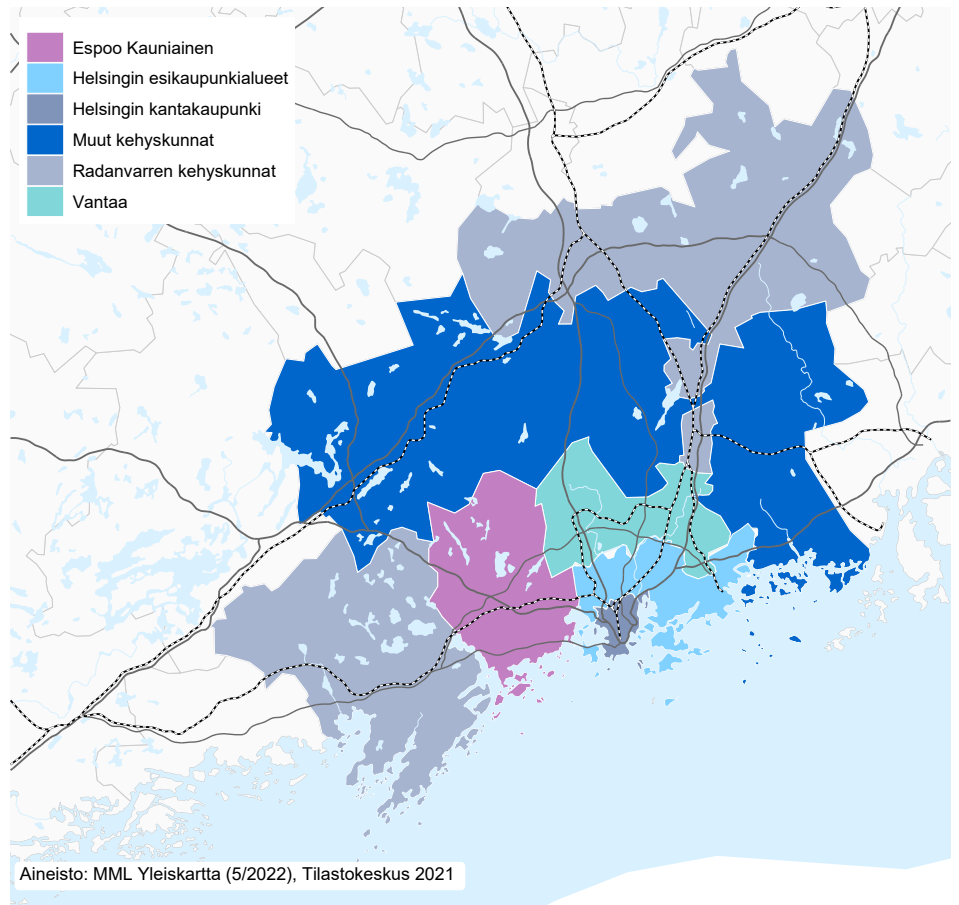 Espoo Kauniainen
Helsingin esikaupunkialueet
Helsingin kantakaupunki
Muut kehyskunnat
Radanvarren kehyskunnat
Vantaa
Aineisto: MML Yleiskartta (5/2022), Tilastokeskus 2021